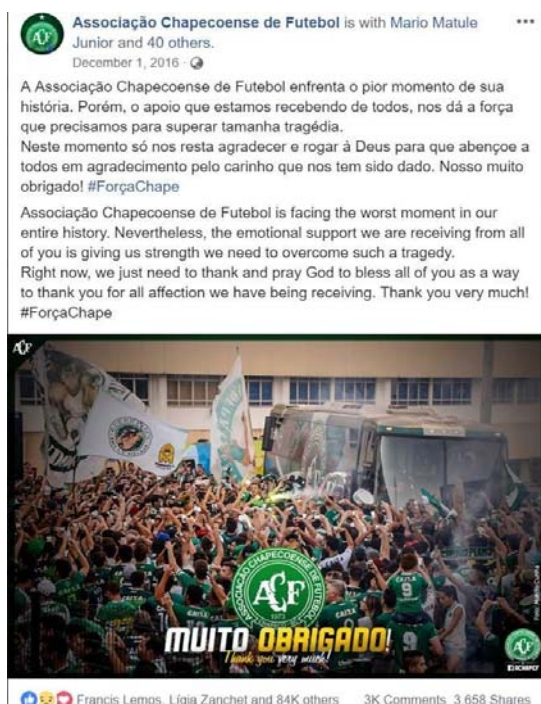 Associação Chapecoense de Futebol is with Mario Matule
Junior and 40 others.
December 1, 2016
A Associação Chapecoense de Futebol enfrenta o pior momento de sua
história. Porém, o apoio que estamos recebendo de todos, nos dá a força
que precisamos para superar tamanha tragédia.
Neste momento só nos resta agradecer e rogar à Deus para que abençoe a
todos em agradecimento pelo carinho que nos tem sido dado. Nosso muito
obrigado! #ForçaChape
Associação Chapecoense de Futebol is facing the worst moment in our
entire history. Nevertheless, the emotional support we are receiving from all
of you is giving us strength we need to overcome such a tragedy.
Right now, we just need to thank and pray God to bless all of you as a way
to thank you for all affection we have being receiving. Thank you very much!
#ForçaChape
ACF
CAIXA
9
CAIXA
9
ASSOCIAÇÃO CHAPECOENSE DE FUTEBOL
ACF
1973
MUITO OBRIGADO!
Thank you very much!
Francis Lemos, Lígia Zanchet and 84K others 3K Comments 3,658 Shares